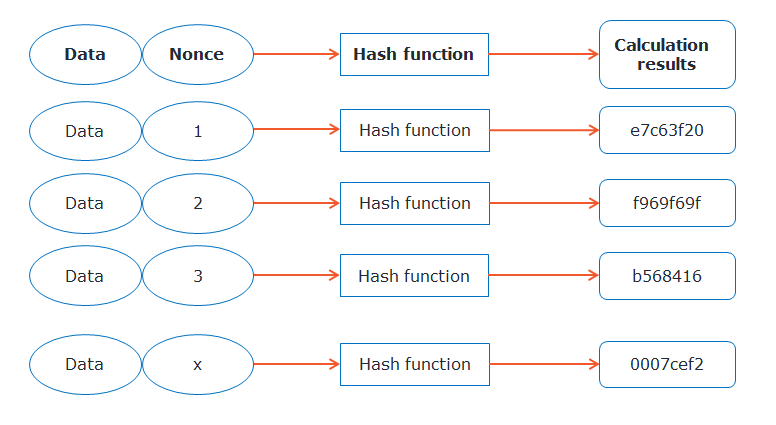 Data Nonce Hash function Calculation
results
Data 1 Hash function e7c63f20
Data 2 Hash function f969f69f
Data 3 Hash function b568416
Data x Hash function 0007cef2